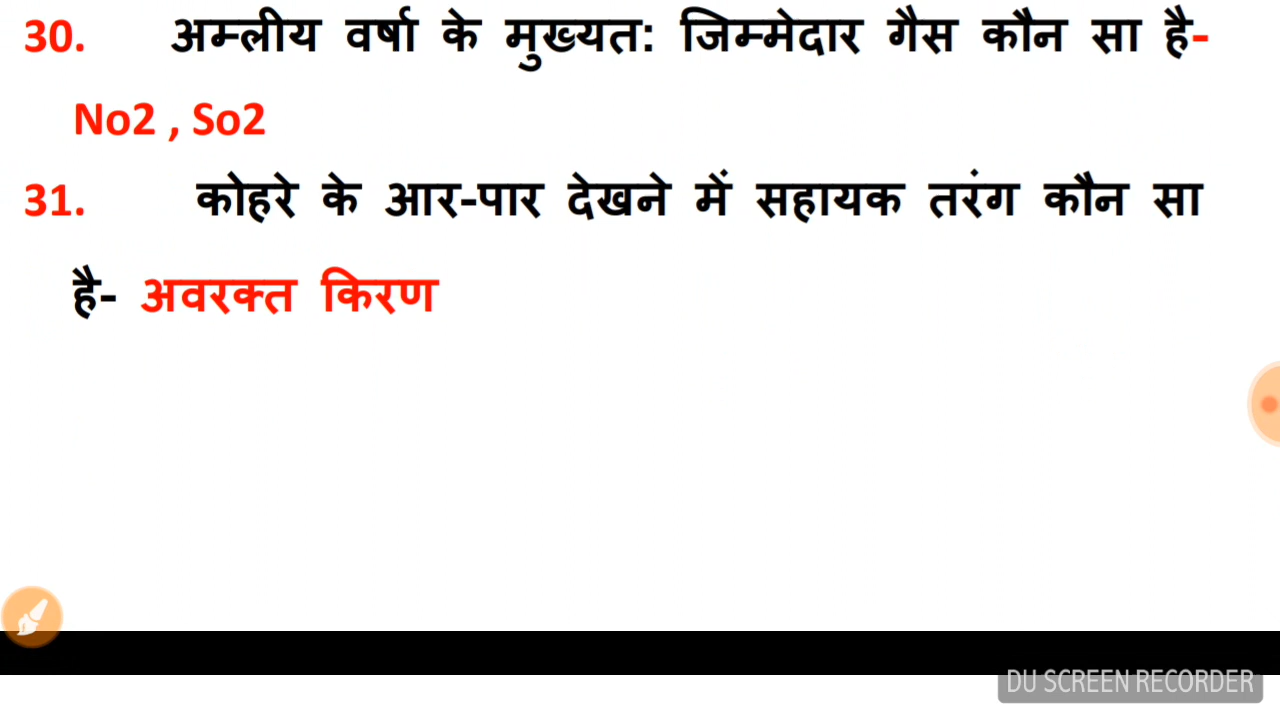 30. अम्लीय वर्षा के मुख्यत: जिम्मेदार गैस कौन सा है-
No2 , So2
31. कोहरे के आर-पार देखने में सहायक तरंग कौन सा
है- अवरक्त किरण
DU SCREEN RECORDER